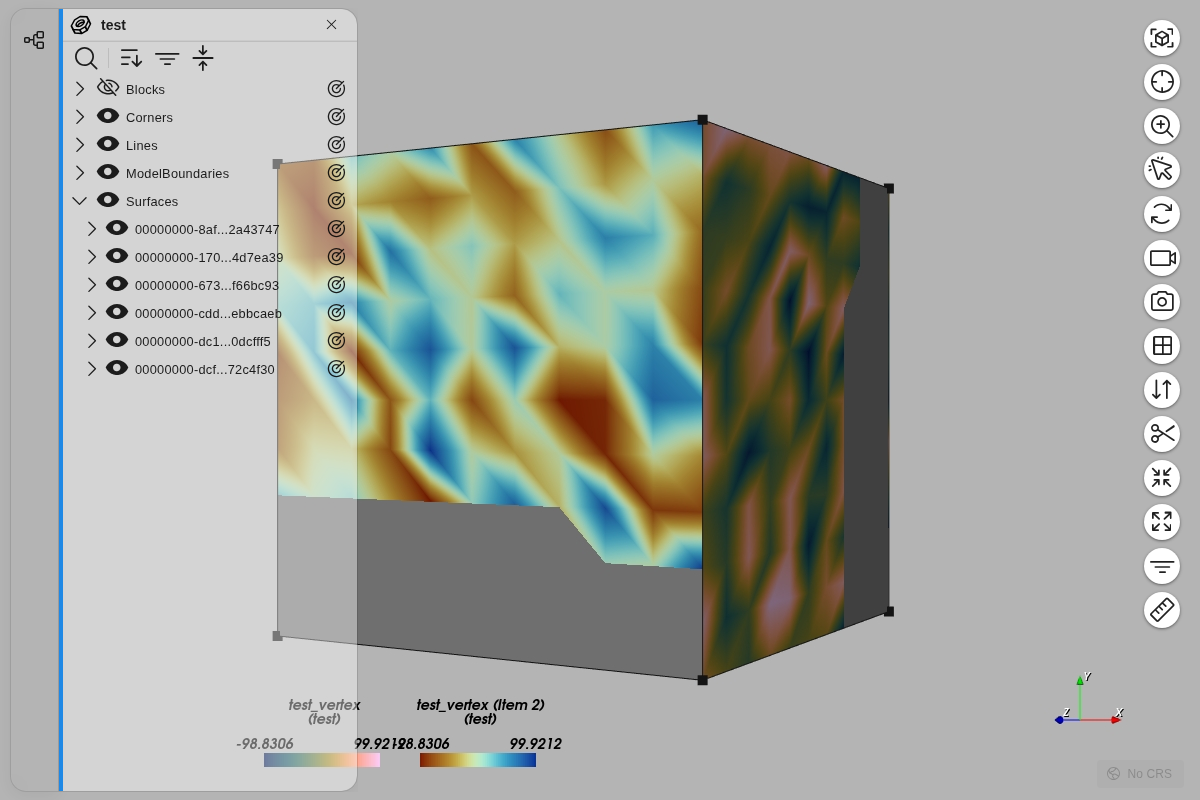 test
Blocks
Corners
Lines
ModelBoundaries
Surfaces
00000000-8af...2a43747
00000000-170...4d7ea39
00000000-673...f66bc93
00000000-cdd...ebbcaeb
00000000-dc1...0dcfff5
00000000-dcf...72c4f30
test_vertex
(test)
-98.8306
99.9212
test_vertex (Item 2)
(test)
-98.8306
99.9212
Y
Z
X
No CRS